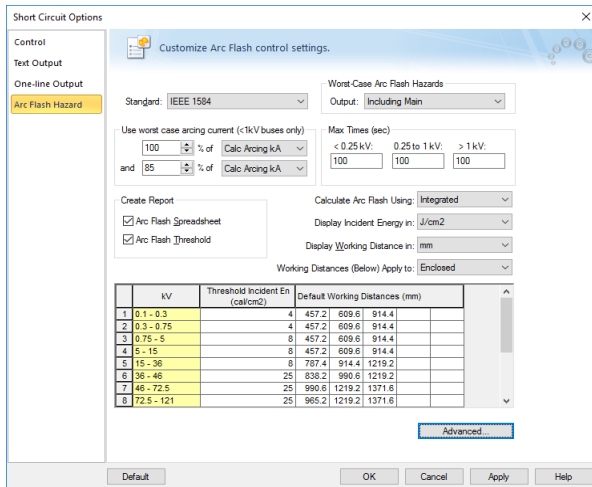 Short Circuit Options
Control
Text Output
One-line Output
Arc Flash Hazard
Customize Arc Flash control settings.
Standard: IEEE 1584
Worst-Case Arc Flash Hazards
Output: Including Main
Use worst case arcing current (<1kV buses only)
100 % of Calc Arcing kA
and 85 % of Calc Arcing kA
Max Times (sec)
< 0.25 kV: 0.25 to 1 kV: > 1 kV:
100 100 100
Create Report
Arc Flash Spreadsheet
Arc Flash Threshold
Calculate Arc Flash Using: Integrated
Display Incident Energy in: J/cm2
Display Working Distance in: mm
Working Distances (Below) Apply to: Enclosed
kV Threshold Incident En (cal/cm2) Default Working Distances (mm)
1 0.1 - 0.3 4 457.2 609.6 914.4
2 0.3 - 0.75 4 457.2 609.6 914.4
3 0.75 - 5 8 457.2 609.6 914.4
4 5 - 15 8 457.2 609.6 914.4
5 15 - 36 8 787.4 914.4 1219.2
6 36 - 46 25 838.2 990.6 1219.2
7 46 - 72.5 25 990.6 1219.2 1371.6
8 72.5 - 121 25 965.2 1219.2 1371.6
Advanced...
Default OK Cancel Apply Help